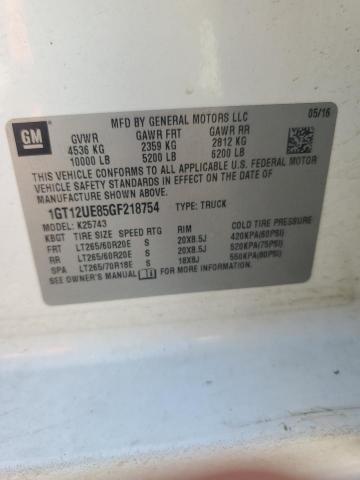 GM
MFD BY GENERAL MOTORS LLC 05/16
GVWR GAWR FRT GAWR RR
4536 KG 2359 KG 2812 KG
10000 LB 5200 LB 6200 LB
THIS VEHICLE CONFORMS TO ALL APPLICABLE U.S. FEDERAL MOTOR
VEHICLE SAFETY STANDARDS IN EFFECT ON THE DATE OF
MANUFACTURE SHOWN ABOVE.
1GT12UE85GF218754 TYPE: TRUCK
MODEL: K25743
KBGT TIRE SIZE SPEED RTG RIM COLD TIRE PRESSURE
FRT LT265/60R20E S 20X8.5J 420KPA(60PSI)
RR LT265/60R20E S 20X8.5J 520KPA(75PSI)
SPA LT265/70R18E S 18X8J 550KPA(80PSI)
SEE OWNER'S MANUAL FOR MORE INFORMATION